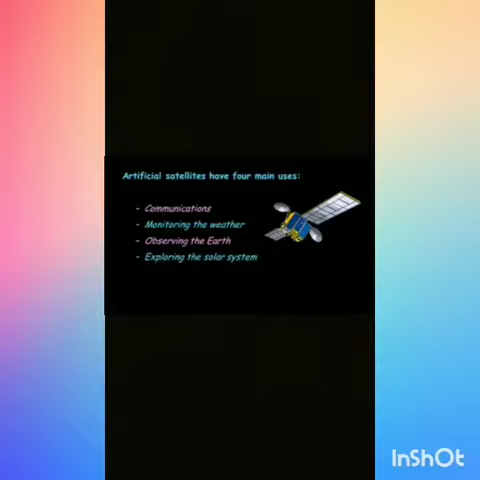 Artificial satellites have four main uses:
- Communications
- Monitoring the weather
- Observing the Earth
- Exploring the solar system
InShOt